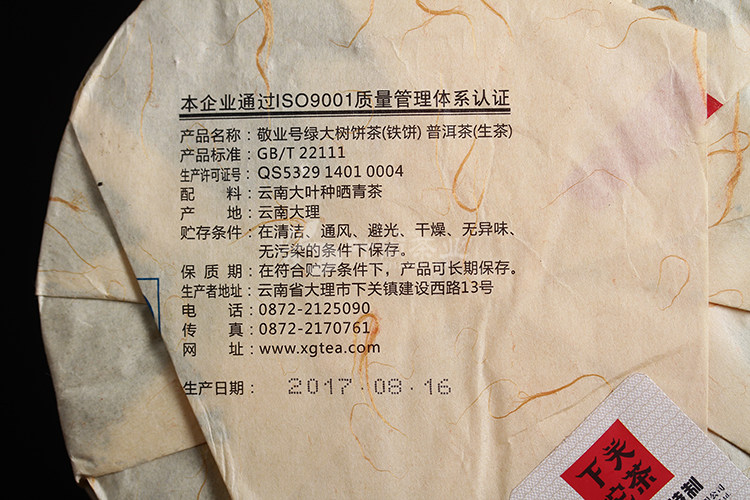 本企业通过ISO9001质量管理体系认证
产品名称：敬业号绿大树饼茶(铁饼) 普洱茶(生茶)
产品标准：GB/T 22111
生产许可证号：QS5329 1401 0004
配 料：云南大叶种晒青茶
产 地：云南大理
贮存条件：在清洁、通风、避光、干燥、无异味、
无污染的条件下保存。
保 质 期：在符合贮存条件下，产品可长期保存。
生产者地址：云南省大理市下关镇建设西路13号
电 话：0872-2125090
传 真：0872-2170761
网 址：www.xgtea.com
生产日期：2017.08.16
下关沱茶
制
公司